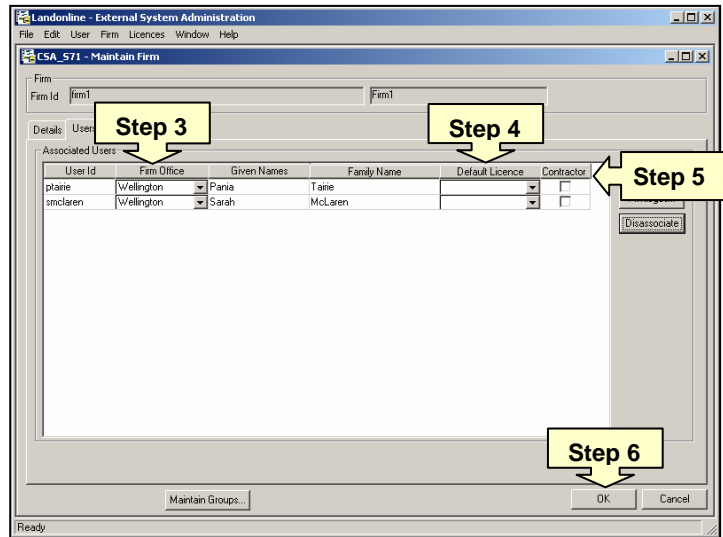 Landonline - External System Administration
File Edit User Firm Licences Window Help
CSA_S71 - Maintain Firm
Firm
Firm Id firm1 Firm1
Details Users
Step 3
Step 4
Associated Users
User Id Firm Office Given Names Family Name Default Licence Contractor
Step 5
ptairie Wellington Pania Tairie
smclaren Wellington Sarah McLaren
Disassociate
Step 6
Maintain Groups... OK Cancel
Ready